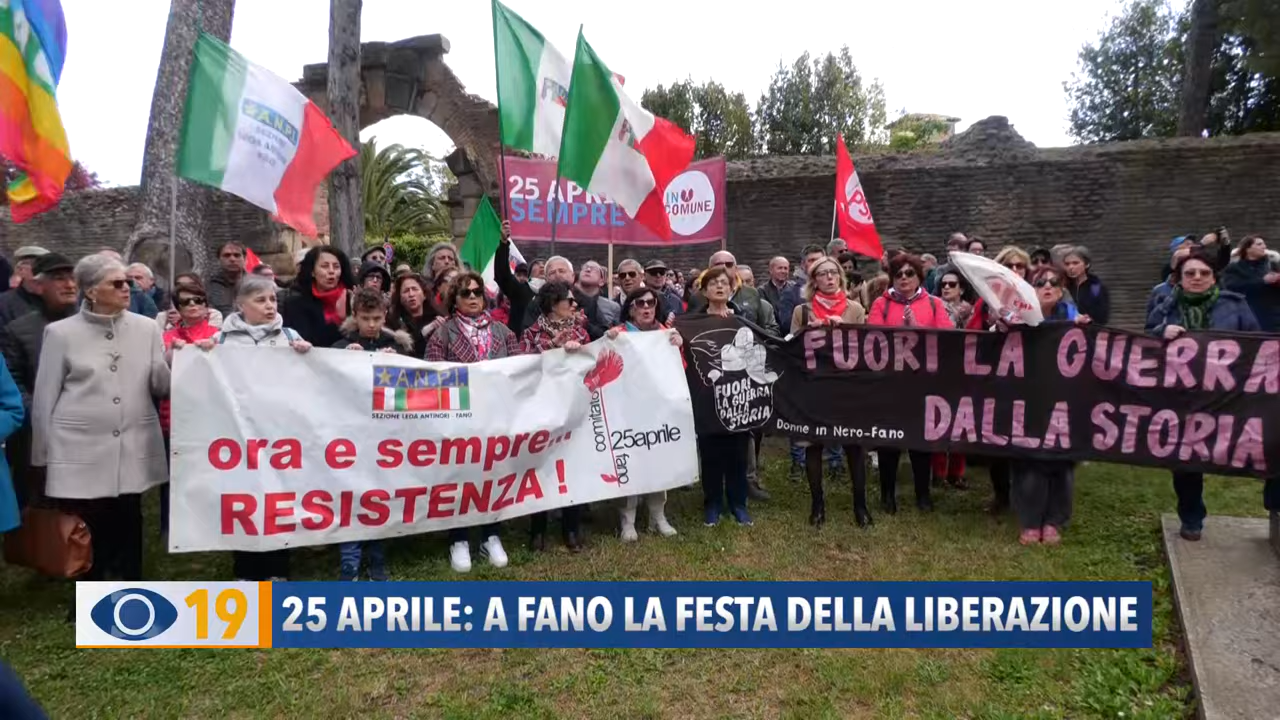 A.N.P.I.
SEZIONE
LEDA ANTINORI
FANO
25 APRILE
SEMPRE
IN
COMUNE
A.N.P.I.
SEZIONE LEDA ANTINORI - FANO
ora e sempre...
RESISTENZA!
comitato
25aprile
fano
FUORI
LA GUERRA
DALLA
STORIA
Donne in Nero-Fano
FUORI LA GUERRA
DALLA STORIA
19
25 APRILE: A FANO LA FESTA DELLA LIBERAZIONE